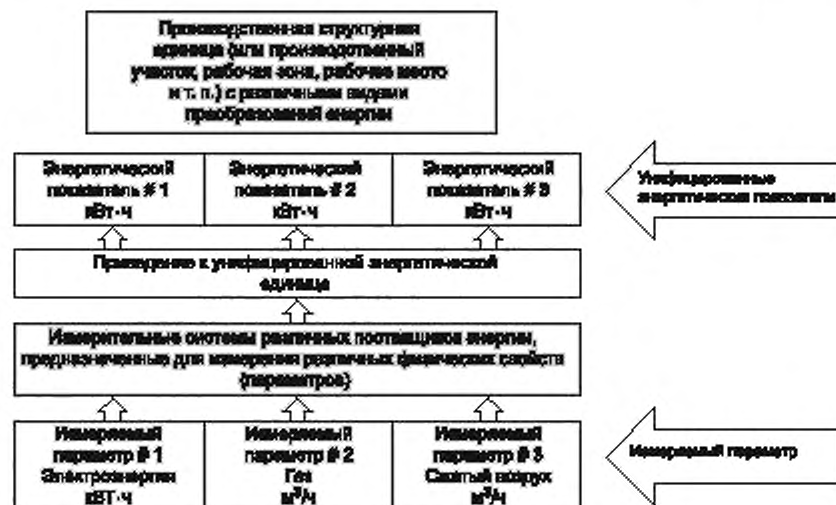 Производственная структурная
единица (или производственный
участок, рабочая зона, рабочее место
и т. п.) с различными видами
преобразований энергии
Энергетический
показатель # 1
кВт·ч
Энергетический
показатель # 2
кВт·ч
Энергетический
показатель # 3
кВт·ч
Унифицированные
энергетические показатели
Приведение к унифицированной энергетической
единице
Измерительные системы различных поставщиков энергии,
предназначенные для измерения различных физических свойств
(параметров)
Измеряемый
параметр # 1
Электроэнергия
кВТ·ч
Измеряемый
параметр # 2
Газ
м³/ч
Измеряемый
параметр # 3
Сжатый воздух
м³/ч
Измеряемый параметр